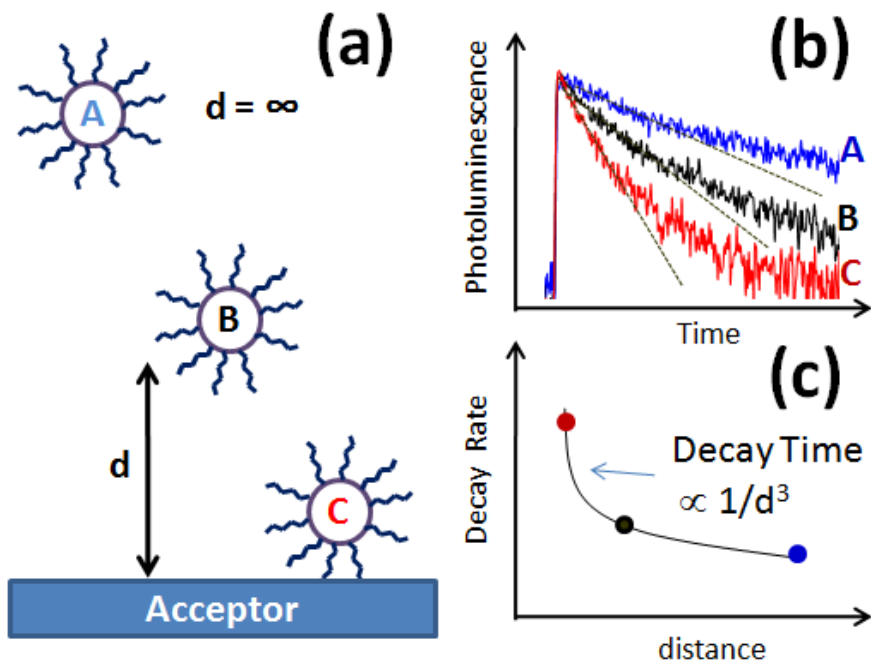 (a)
A
d = ∞
B
d
C
Acceptor
(b)
Photoluminescence
A
B
C
Time
(c)
Decay Rate
Decay Time
∝ 1/d³
distance